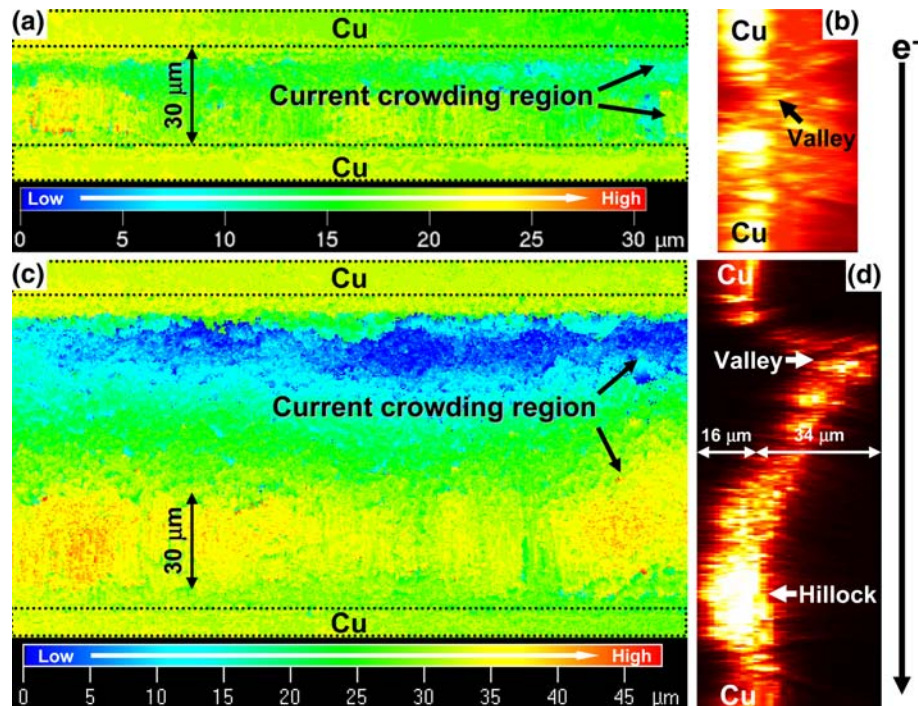 (a)
Cu
30 μm
Current crowding region
Cu
Low
High
0 5 10 15 20 25 30 μm
(b)
Cu
Valley
Cu
e-
(c)
Cu
Current crowding region
30 μm
Cu
Low
High
0 5 10 15 20 25 30 35 40 45 μm
(d)
Cu
Valley
16 μm
34 μm
Hillock
Cu